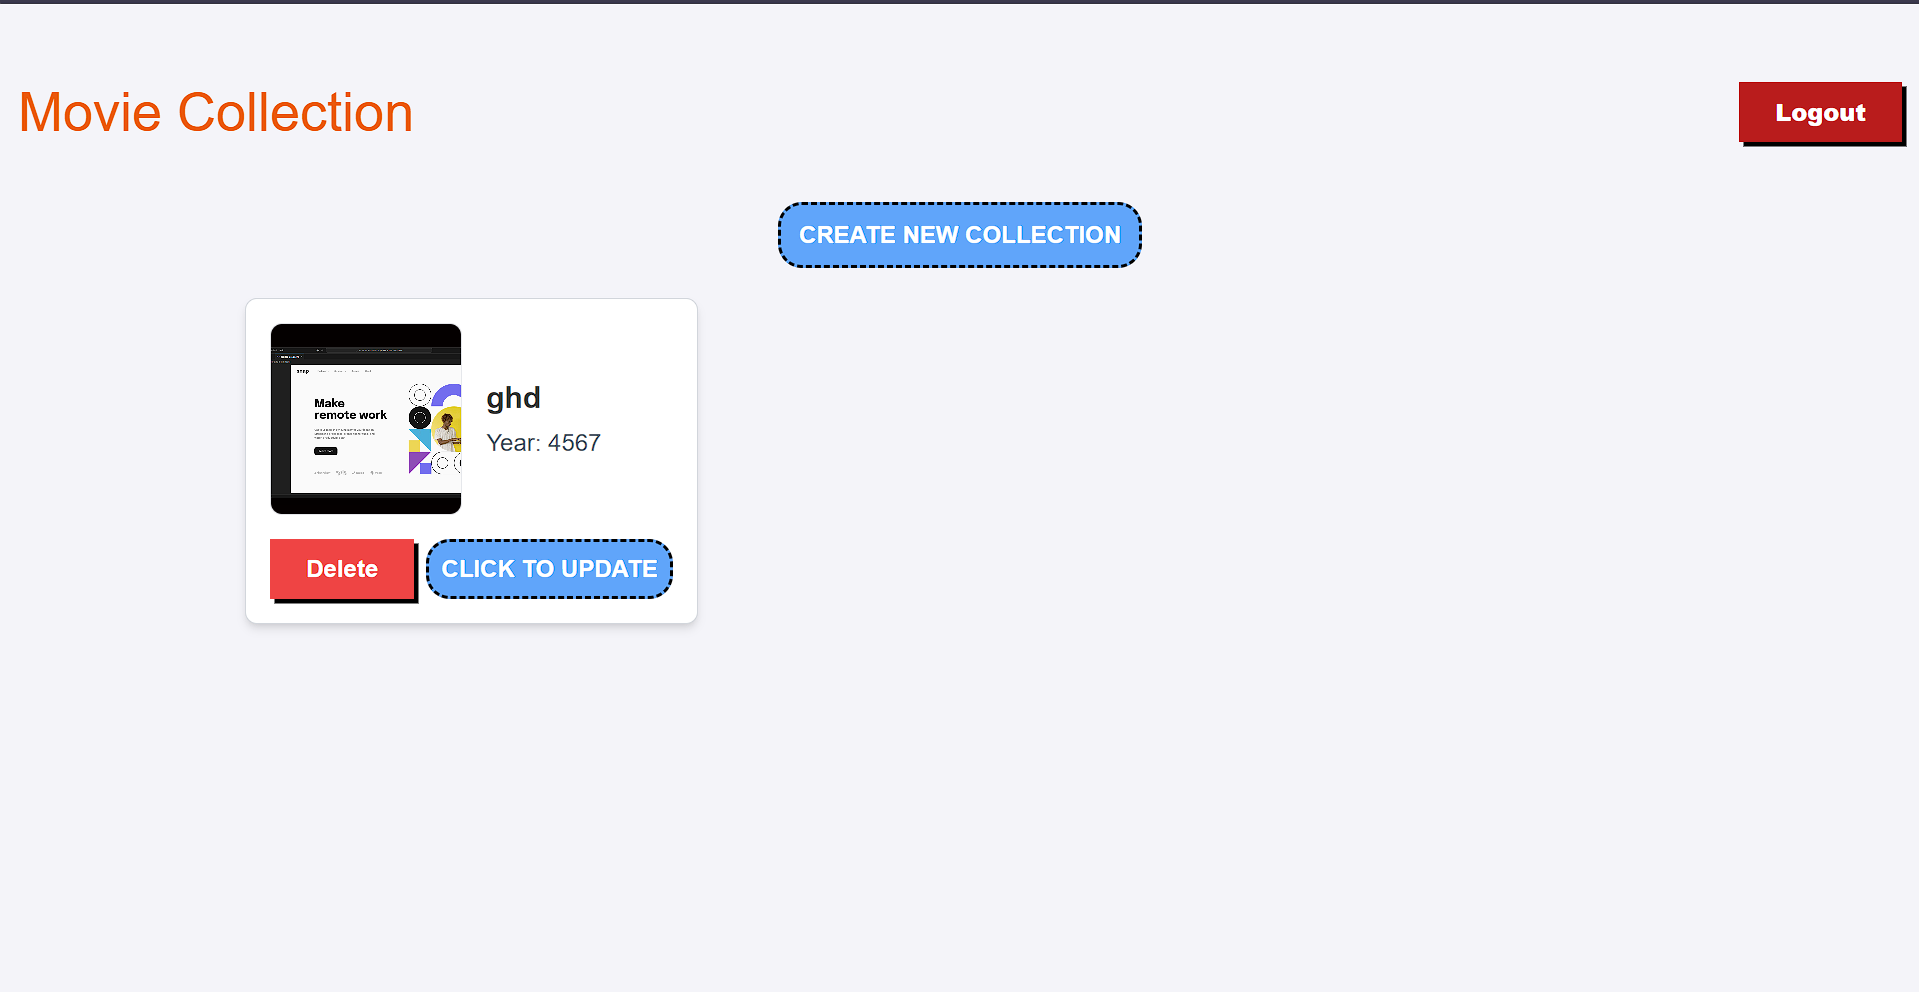 Movie Collection
Logout
CREATE NEW COLLECTION
Make
remote work
ghd
Year: 4567
Delete
CLICK TO UPDATE